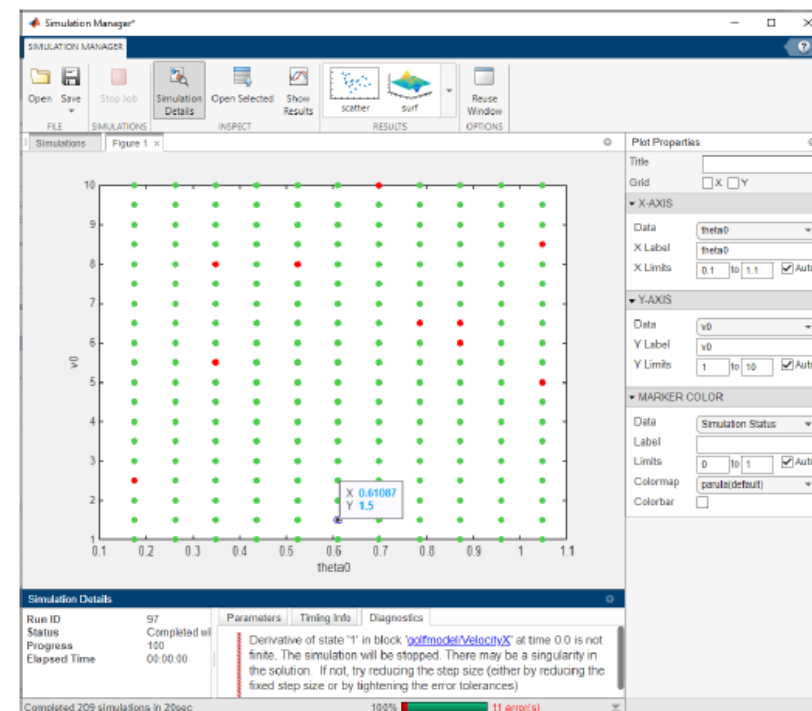 Simulation Manager*
SIMULATION MANAGER
Open Save Stop Job Simulation Details Open Selected Show Results scatter surf Reuse Window
FILE SIMULATIONS INSPECT RESULTS OPTIONS
Simulations Figure 1 ×
Plot Properties
Title
Grid X Y
X-AXIS
Data theta0
X Label theta0
X Limits 0.1 to 1.1 Auto
Y-AXIS
Data v0
Y Label v0
Y Limits 1 to 10 Auto
MARKER COLOR
Data Simulation Status
Label
Limits 0 to 1 Auto
Colormap parula(default)
Colorbar
10
9
8
7
6
5
4
3
2
1
v0
X 0.61087
Y 1.5
0.1 0.2 0.3 0.4 0.5 0.6 0.7 0.8 0.9 1 1.1
theta0
Simulation Details
Run ID 97
Status Completed wi
Progress 100
Elapsed Time 00:00:00
Parameters Timing Info Diagnostics
Derivative of state '1' in block 'golfmodel/VelocityX' at time 0.0 is not
finite. The simulation will be stopped. There may be a singularity in
the solution. If not, try reducing the step size (either by reducing the
fixed step size or by tightening the error tolerances)
Completed 209 simulations in 20sec 100% 11 error(s)